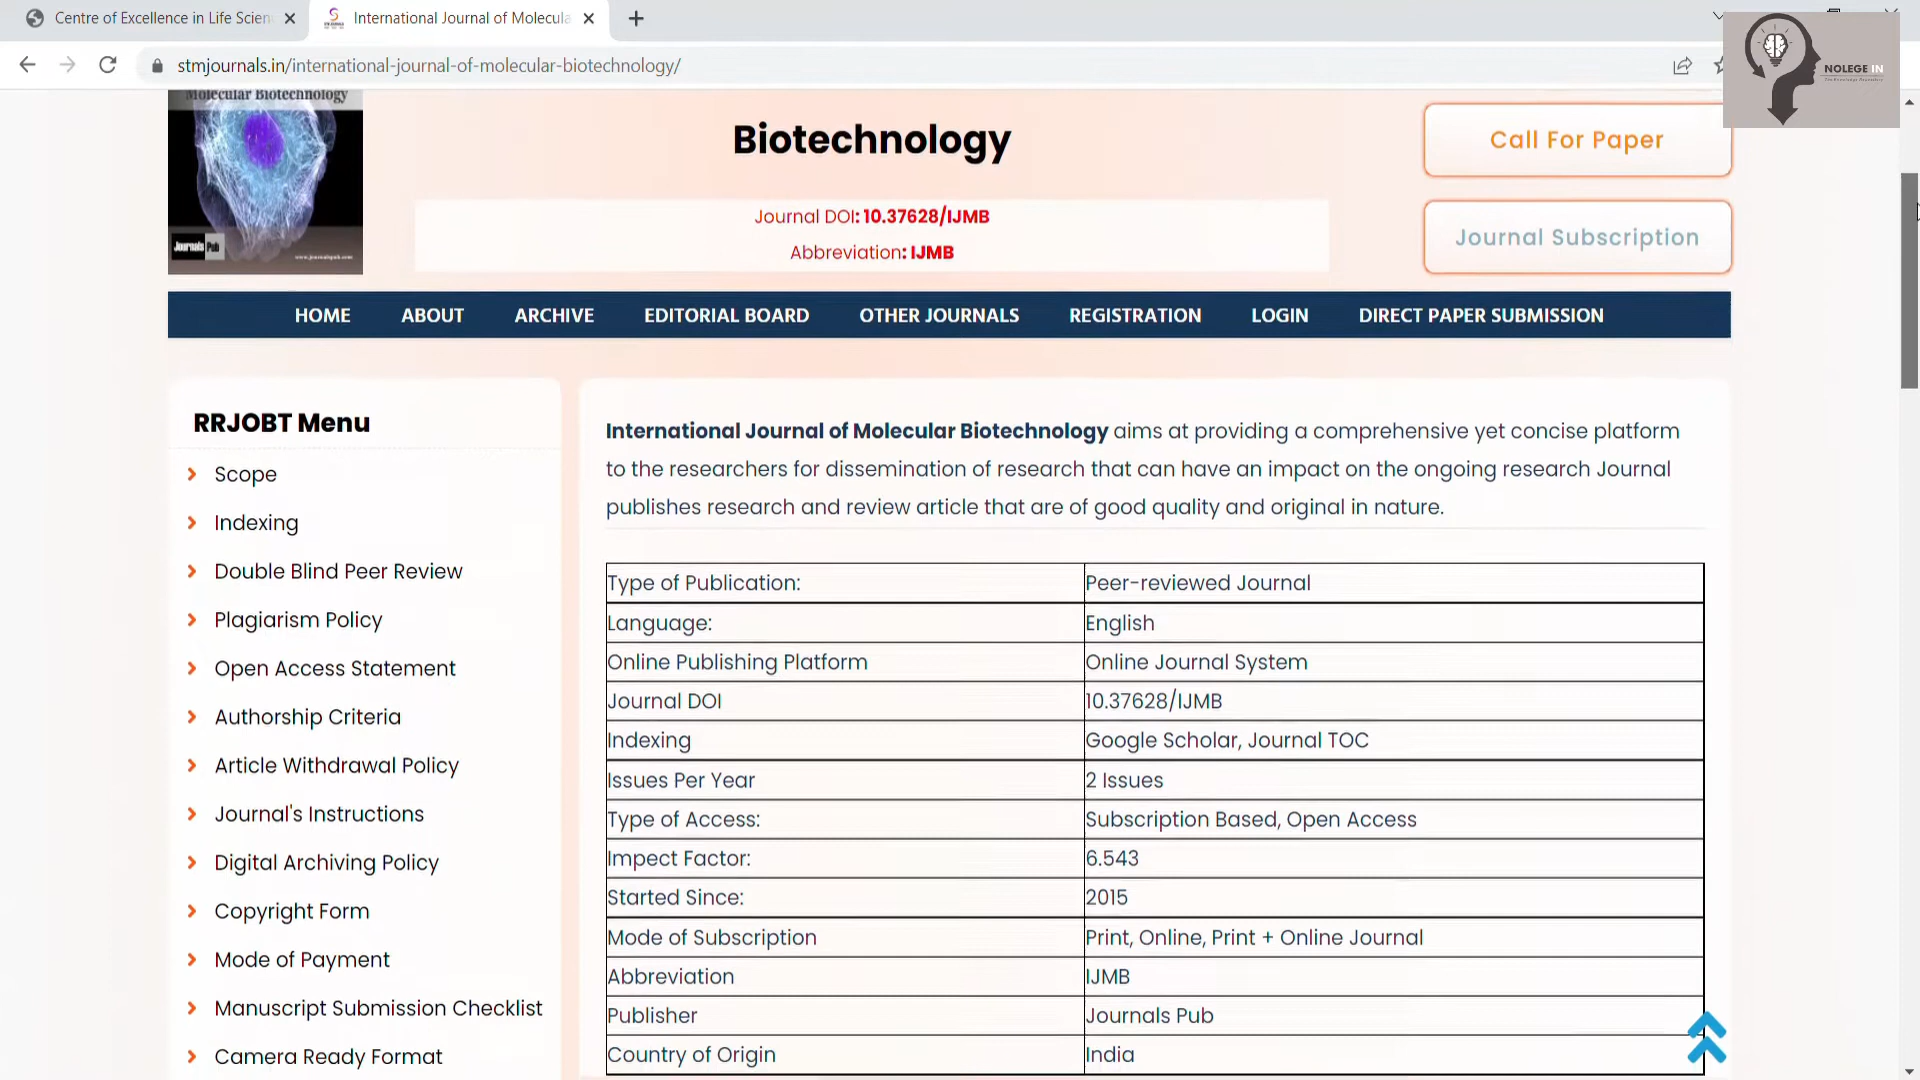 Centre of Excellence in Life Scien
International Journal of Molecula
stmjournals.in/international-journal-of-molecular-biotechnology/
NOLEGE IN
Molecular Biotechnology
Journals Pub
www.journalspub.com
Biotechnology
Journal DOI: 10.37628/IJMB
Abbreviation: IJMB
Call For Paper
Journal Subscription
HOME ABOUT ARCHIVE EDITORIAL BOARD OTHER JOURNALS REGISTRATION LOGIN DIRECT PAPER SUBMISSION
RRJOBT Menu
Scope
Indexing
Double Blind Peer Review
Plagiarism Policy
Open Access Statement
Authorship Criteria
Article Withdrawal Policy
Journal's Instructions
Digital Archiving Policy
Copyright Form
Mode of Payment
Manuscript Submission Checklist
Camera Ready Format
International Journal of Molecular Biotechnology aims at providing a comprehensive yet concise platform
to the researchers for dissemination of research that can have an impact on the ongoing research Journal
publishes research and review article that are of good quality and original in nature.
Type of Publication: Peer-reviewed Journal
Language: English
Online Publishing Platform Online Journal System
Journal DOI 10.37628/IJMB
Indexing Google Scholar, Journal TOC
Issues Per Year 2 Issues
Type of Access: Subscription Based, Open Access
Impact Factor: 6.543
Started Since: 2015
Mode of Subscription Print, Online, Print + Online Journal
Abbreviation IJMB
Publisher Journals Pub
Country of Origin India